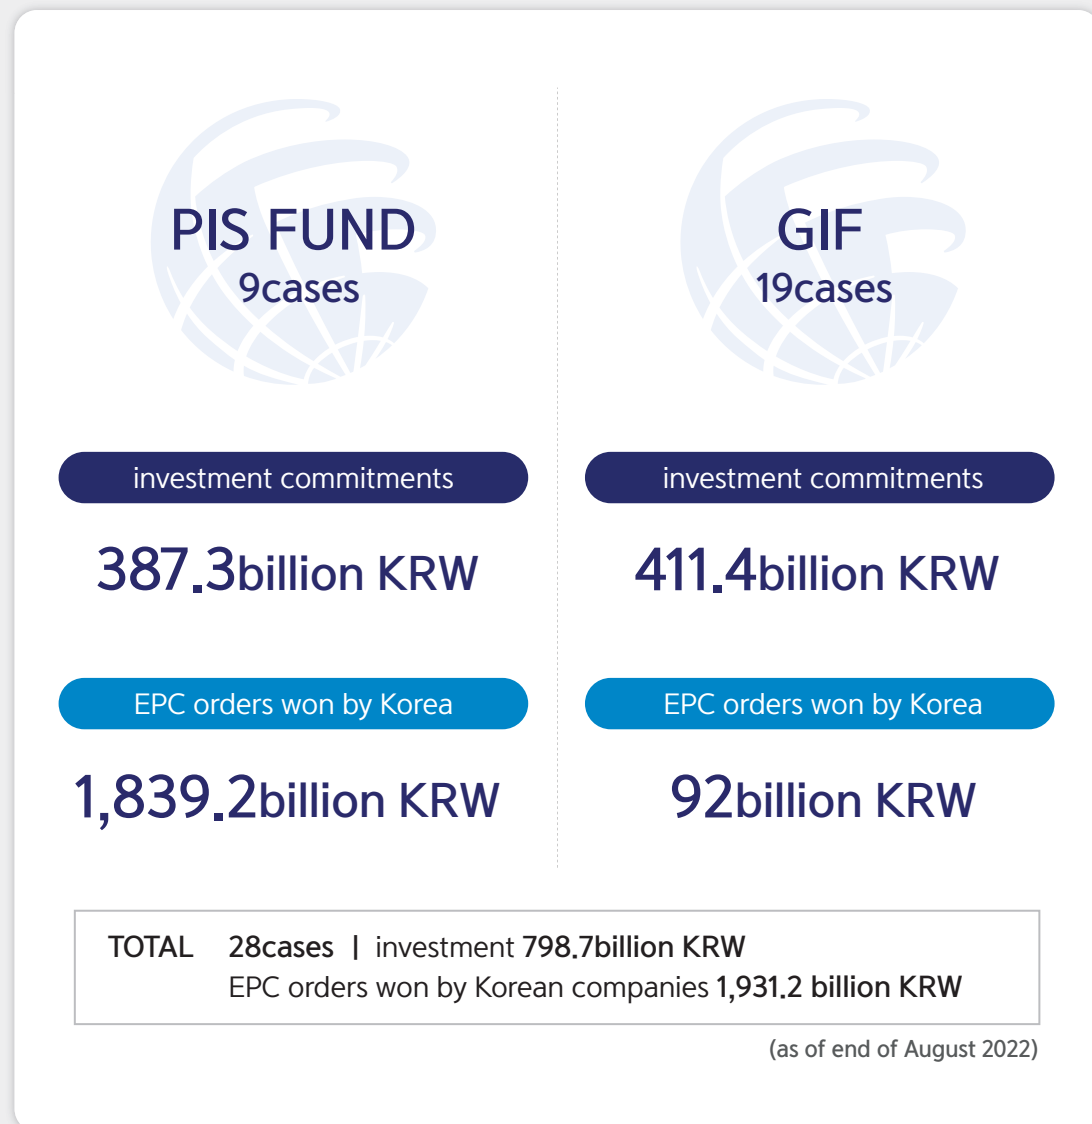 PIS FUND
9cases
investment commitments
387.3billion KRW
EPC orders won by Korea
1,839.2billion KRW
GIF
19cases
investment commitments
411.4billion KRW
EPC orders won by Korea
92billion KRW
TOTAL 28cases | investment 798.7billion KRW
EPC orders won by Korean companies 1,931.2 billion KRW
(as of end of August 2022)